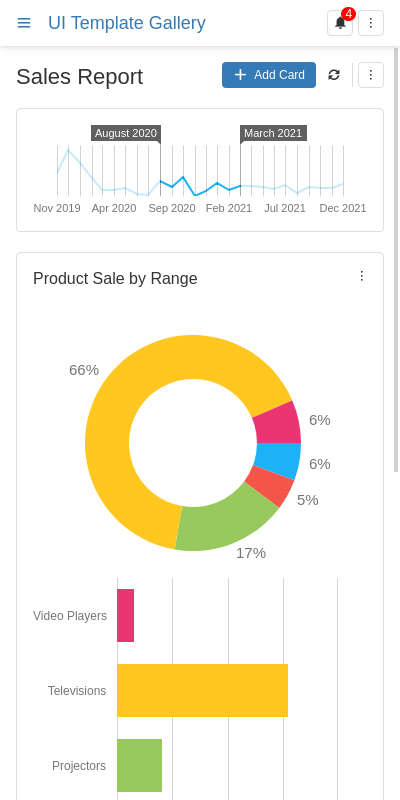 UI Template Gallery
4
Sales Report
Add Card
August 2020
March 2021
Nov 2019
Apr 2020
Sep 2020
Feb 2021
Jul 2021
Dec 2021
Product Sale by Range
66%
6%
6%
5%
17%
Video Players
Televisions
Projectors